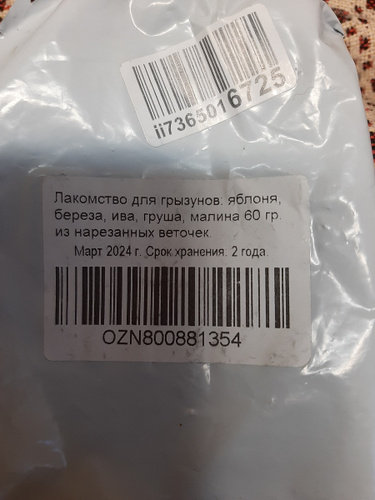 ii7365016725
Лакомство для грызунов: яблоня,
береза, ива, груша, малина 60 гр.
из нарезанных веточек.
Март 2024 г. Срок хранения: 2 года.
OZN800881354